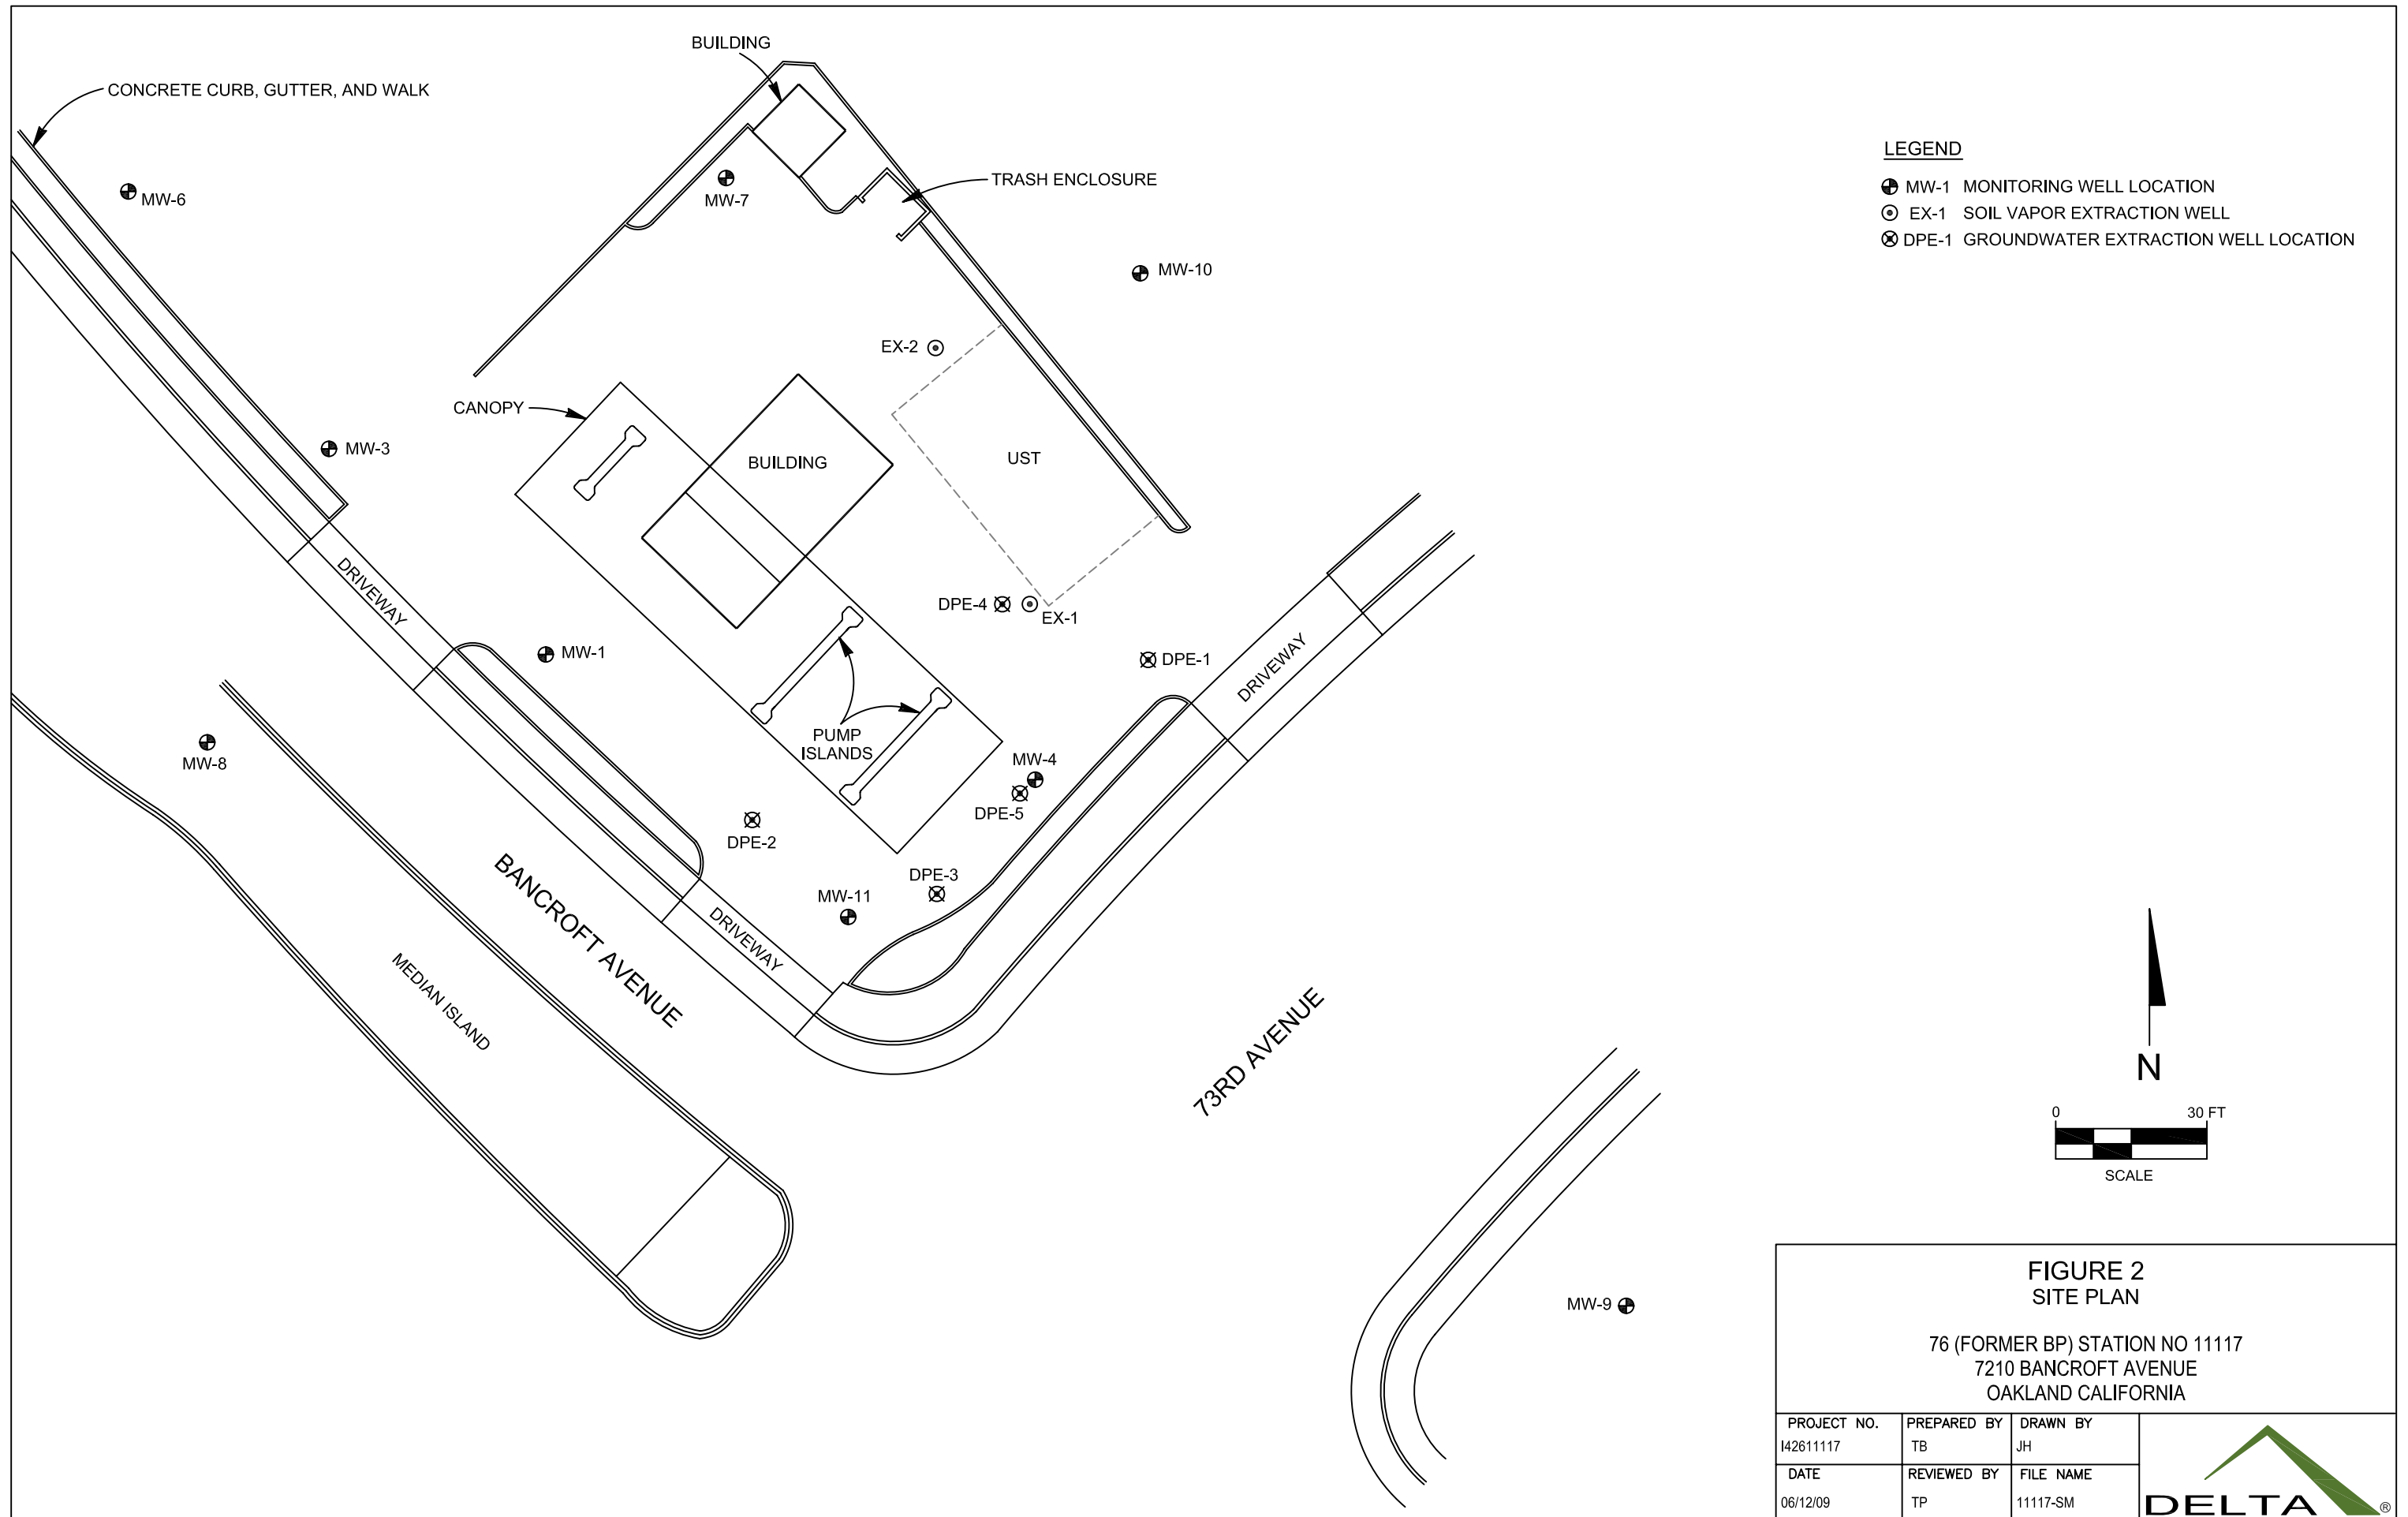 BUILDING
CONCRETE CURB, GUTTER, AND WALK
MW-6
MW-7
TRASH ENCLOSURE
MW-10
LEGEND
MW-1 MONITORING WELL LOCATION
EX-1 SOIL VAPOR EXTRACTION WELL
DPE-1 GROUNDWATER EXTRACTION WELL LOCATION
EX-2
CANOPY
MW-3
BUILDING
UST
DRIVEWAY
DPE-4
EX-1
MW-1
DPE-1
DRIVEWAY
PUMP
ISLANDS
MW-8
MW-4
DPE-5
DPE-2
DPE-3
MW-11
BANCROFT AVENUE
DRIVEWAY
MEDIAN ISLAND
73RD AVENUE
N
0 30 FT
SCALE
MW-9
FIGURE 2
SITE PLAN
76 (FORMER BP) STATION NO 11117
7210 BANCROFT AVENUE
OAKLAND CALIFORNIA
PROJECT NO. PREPARED BY DRAWN BY
I42611117 TB JH
DATE REVIEWED BY FILE NAME
06/12/09 TP 11117-SM
DELTA ®